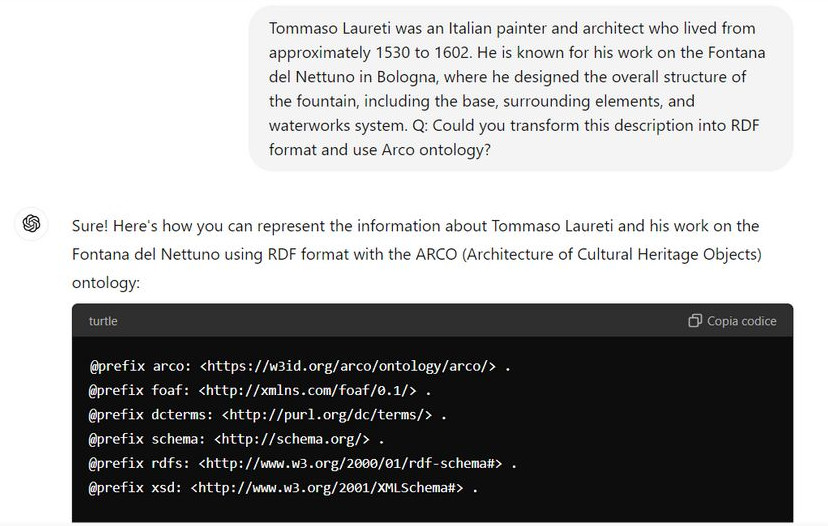 Tommaso Laureti was an Italian painter and architect who lived from
approximately 1530 to 1602. He is known for his work on the Fontana
del Nettuno in Bologna, where he designed the overall structure of
the fountain, including the base, surrounding elements, and
waterworks system. Q: Could you transform this description into RDF
format and use Arco ontology?
Sure! Here's how you can represent the information about Tommaso Laureti and his work on the
Fontana del Nettuno using RDF format with the ARCO (Architecture of Cultural Heritage Objects)
ontology:
turtle
Copia codice
@prefix arco: <https://w3id.org/arco/ontology/arco/> .
@prefix foaf: <http://xmlns.com/foaf/0.1/> .
@prefix dcterms: <http://purl.org/dc/terms/> .
@prefix schema: <http://schema.org/> .
@prefix rdfs: <http://www.w3.org/2000/01/rdf-schema#> .
@prefix xsd: <http://www.w3.org/2001/XMLSchema#> .